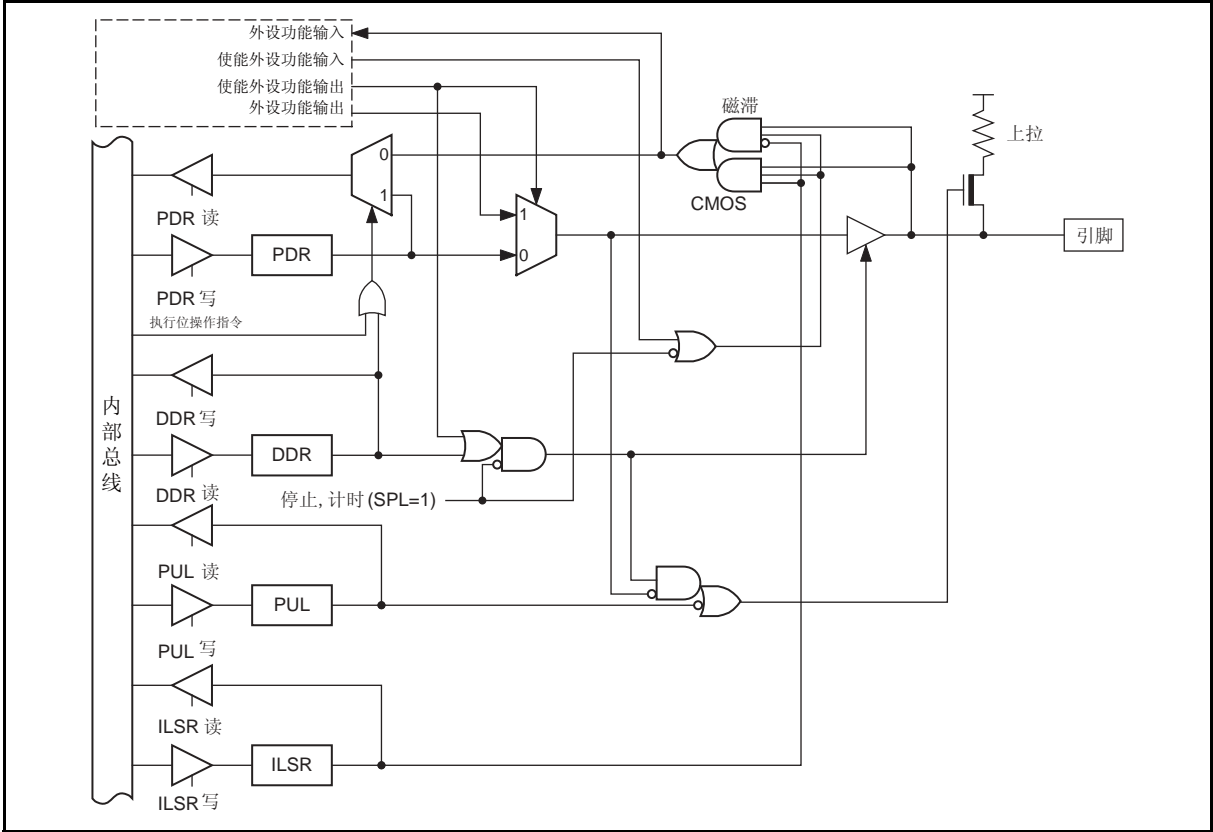 外设功能输入
使能外设功能输入
使能外设功能输出
外设功能输出
磁滞
上拉
0
1
CMOS
PDR 读
1
PDR
0
引脚
PDR 写
执行位操作指令
内部总线
DDR 写
DDR
DDR 读
停止, 计时 (SPL=1)
PUL 读
PUL
PUL 写
ILSR 读
ILSR
ILSR 写